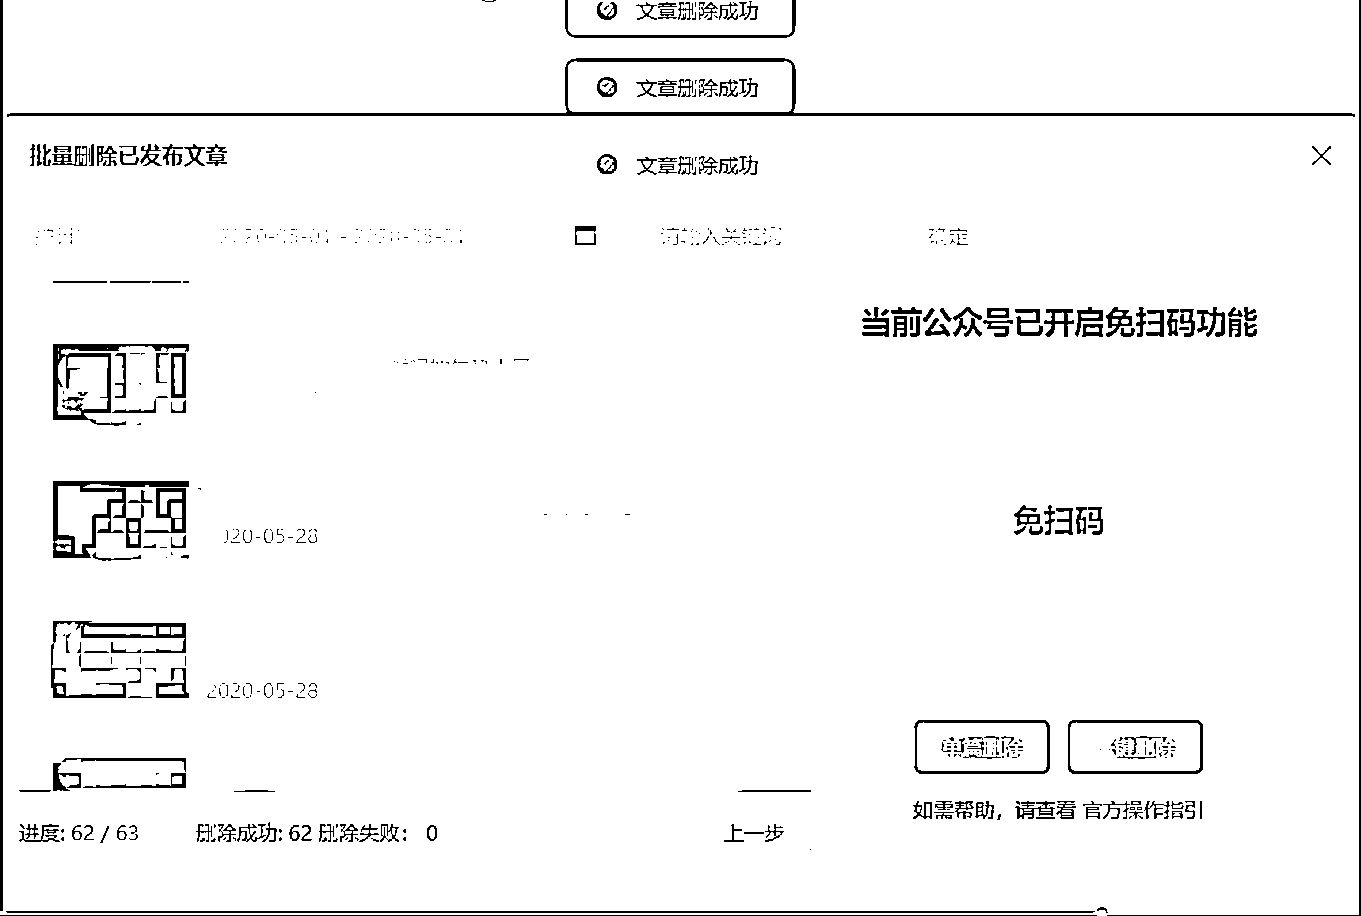 文章删除成功
文章删除成功
批量删除已发布文章
文章删除成功
请输入关键词
确定
当前公众号已开启免扫码功能
免扫码
020-05-28
2020-05-28
单篇删除
一键删除
如需帮助，请查看 官方操作指引
进度: 62 / 63 删除成功: 62 删除失败： 0
上一步